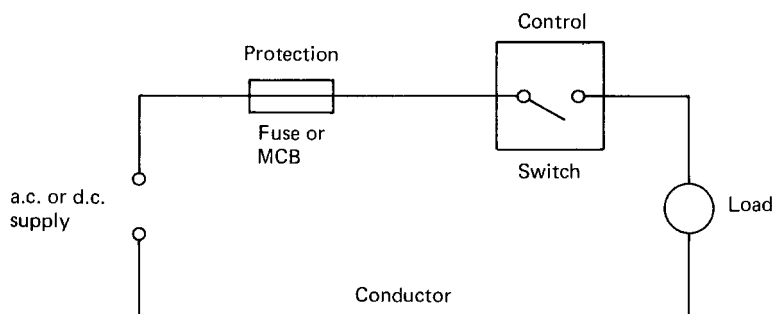 Control
Protection
Fuse or
MCB
Switch
a.c. or d.c.
supply
Load
Conductor